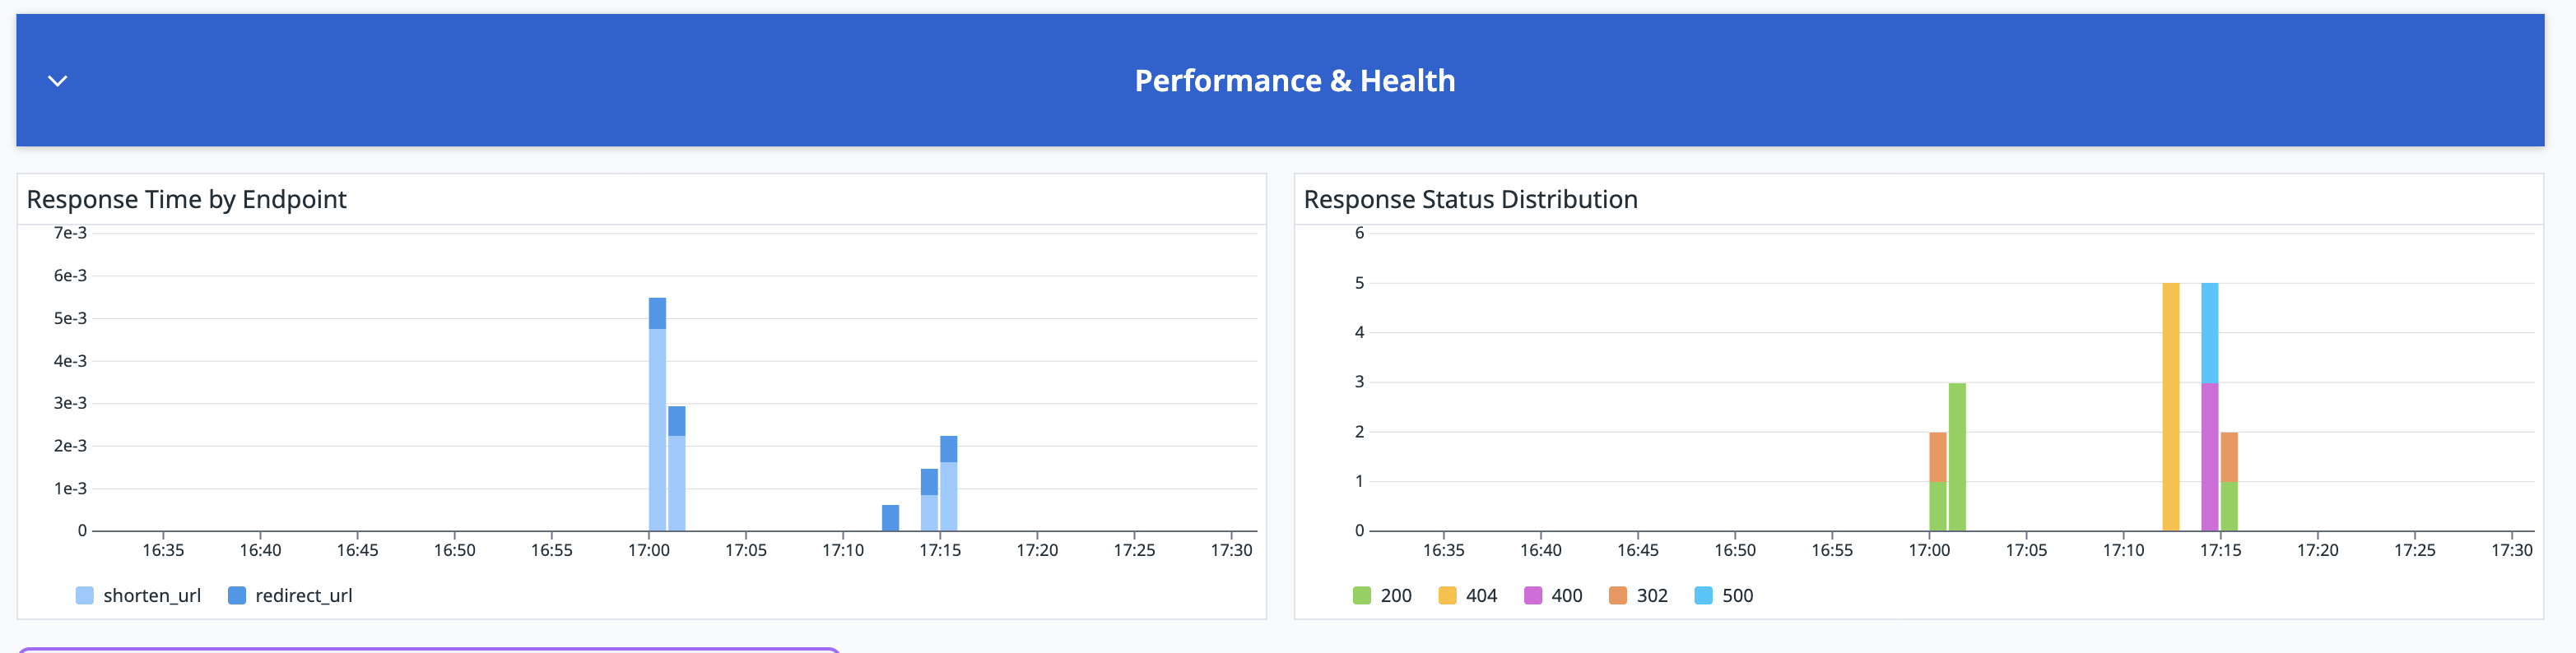 Performance & Health
Response Time by Endpoint
7e-3
6e-3
5e-3
4e-3
3e-3
2e-3
1e-3
0
16:35 16:40 16:45 16:50 16:55 17:00 17:05 17:10 17:15 17:20 17:25 17:30
shorten_url redirect_url
Response Status Distribution
6
5
4
3
2
1
0
16:35 16:40 16:45 16:50 16:55 17:00 17:05 17:10 17:15 17:20 17:25 17:30
200 404 400 302 500